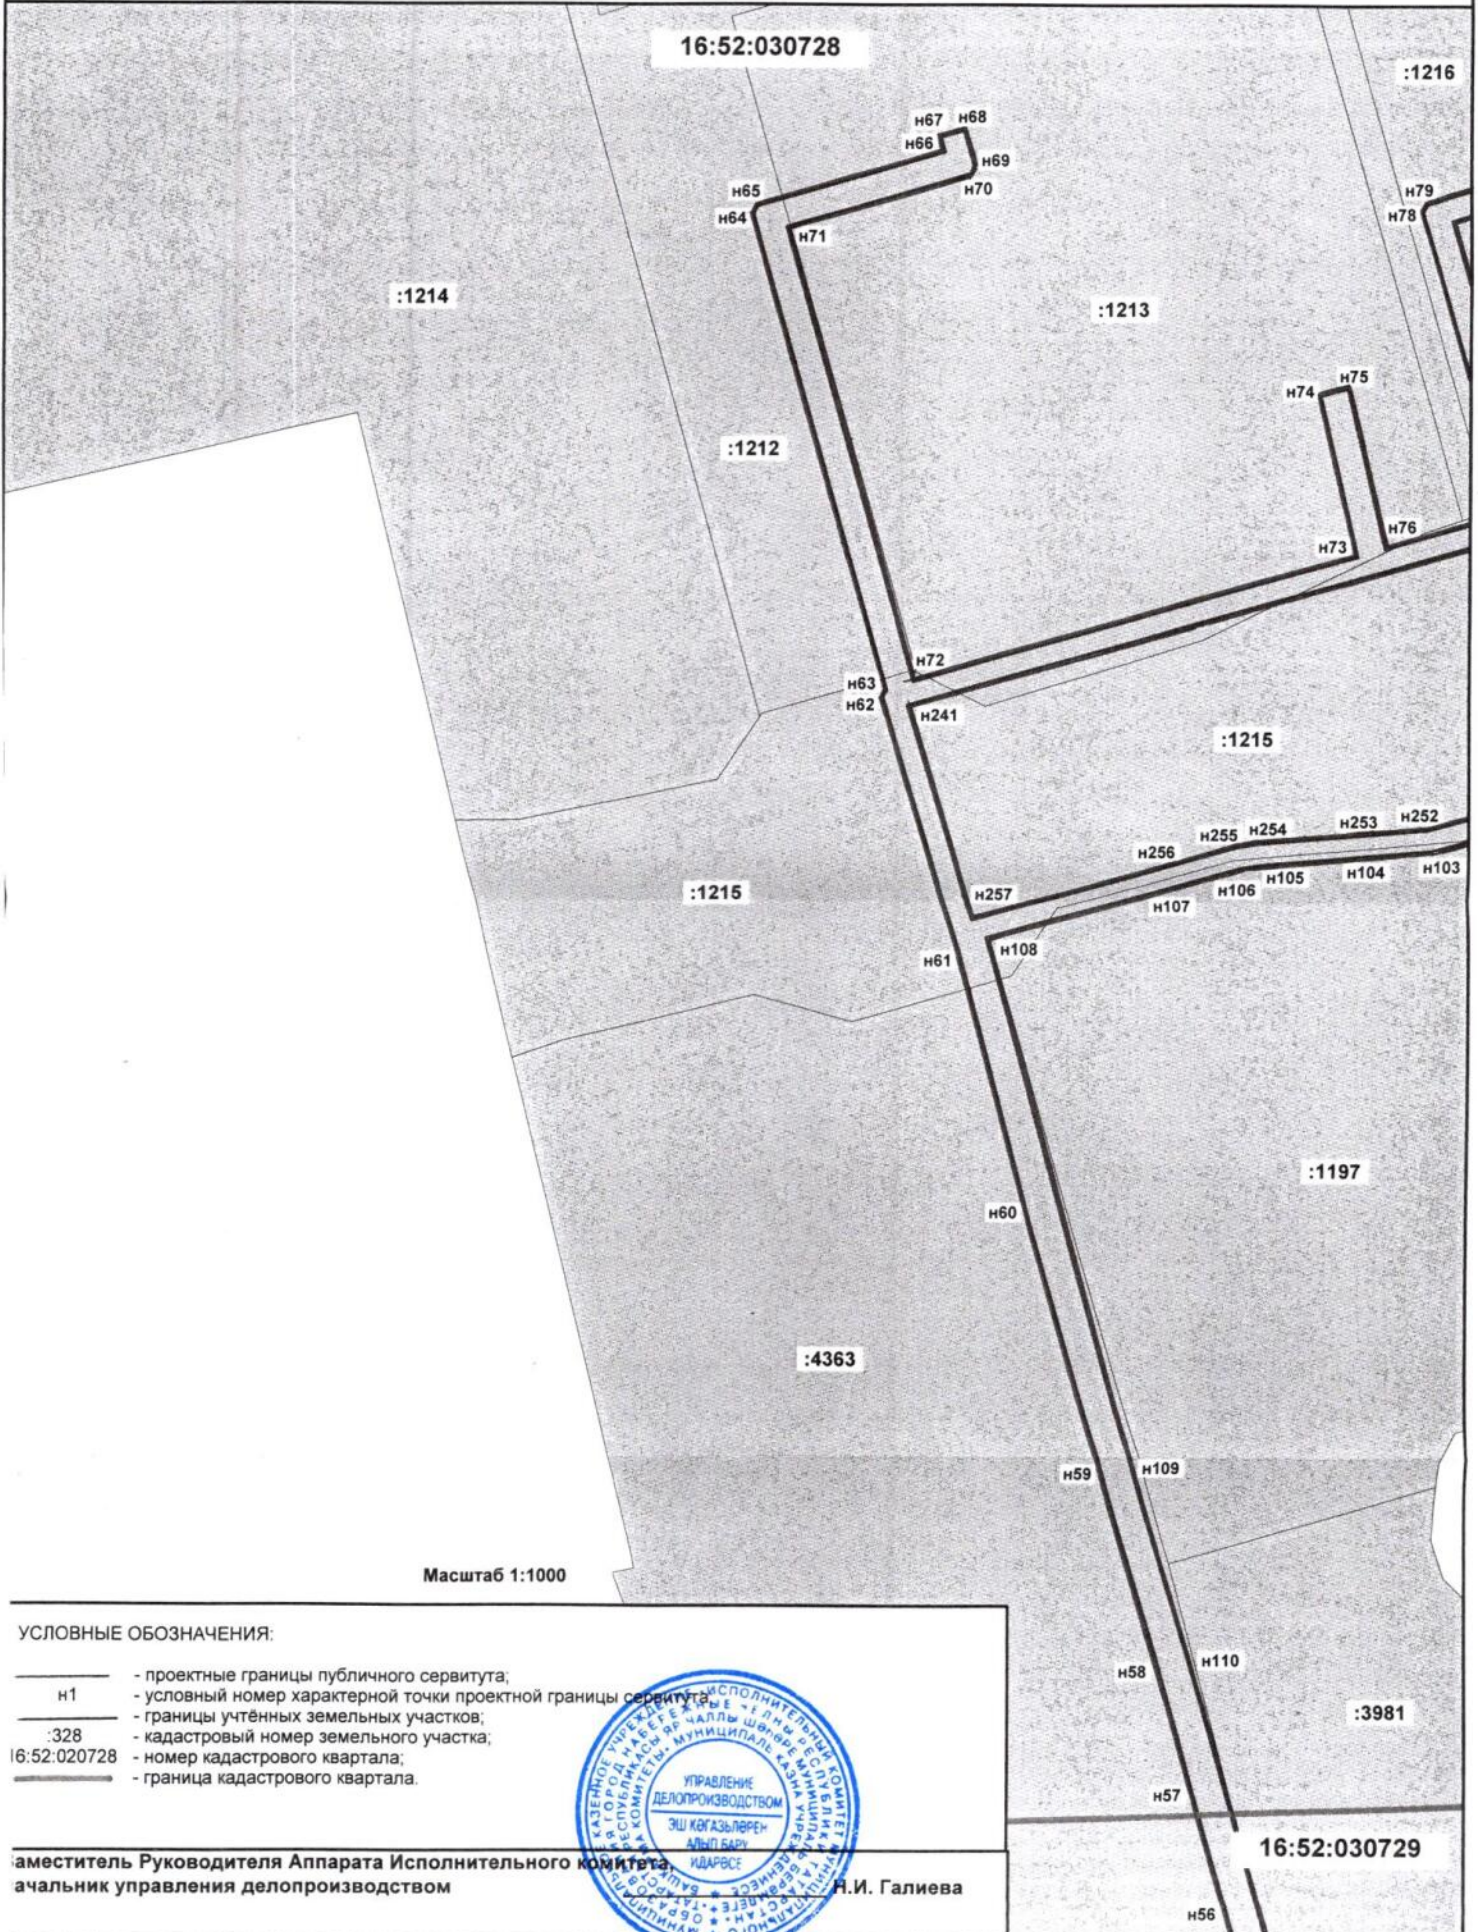 16:52:030728
:1216
н67
н68
н66
н69
н65
н70
н79
н64
н78
н71
:1214
:1213
н75
н74
:1212
н76
н73
н72
н63
н62
н241
:1215
н252
н253
н254
н255
н256
н103
н104
н105
н106
:1215
н257
н107
н108
н61
:1197
н60
:4363
н59
н109
Масштаб 1:1000
УСЛОВНЫЕ ОБОЗНАЧЕНИЯ:
- проектные границы публичного сервитута;
н1 - условный номер характерной точки проектной границы сервитута;
- границы учтённых земельных участков;
:328 - кадастровый номер земельного участка;
16:52:020728 - номер кадастрового квартала;
- граница кадастрового квартала.
н58
н110
:3981
н57
16:52:030729
УПРАВЛЕНИЕ
ДЕЛОПРОИЗВОДСТВОМ
ЭШ КӘГАЗЬЛӘРЕН
АЛЫП БАРУ
ИДАРӘСЕ
аместитель Руководителя Аппарата Исполнительного комитета,
ачальник управления делопроизводством
Н.И. Галиева
н56